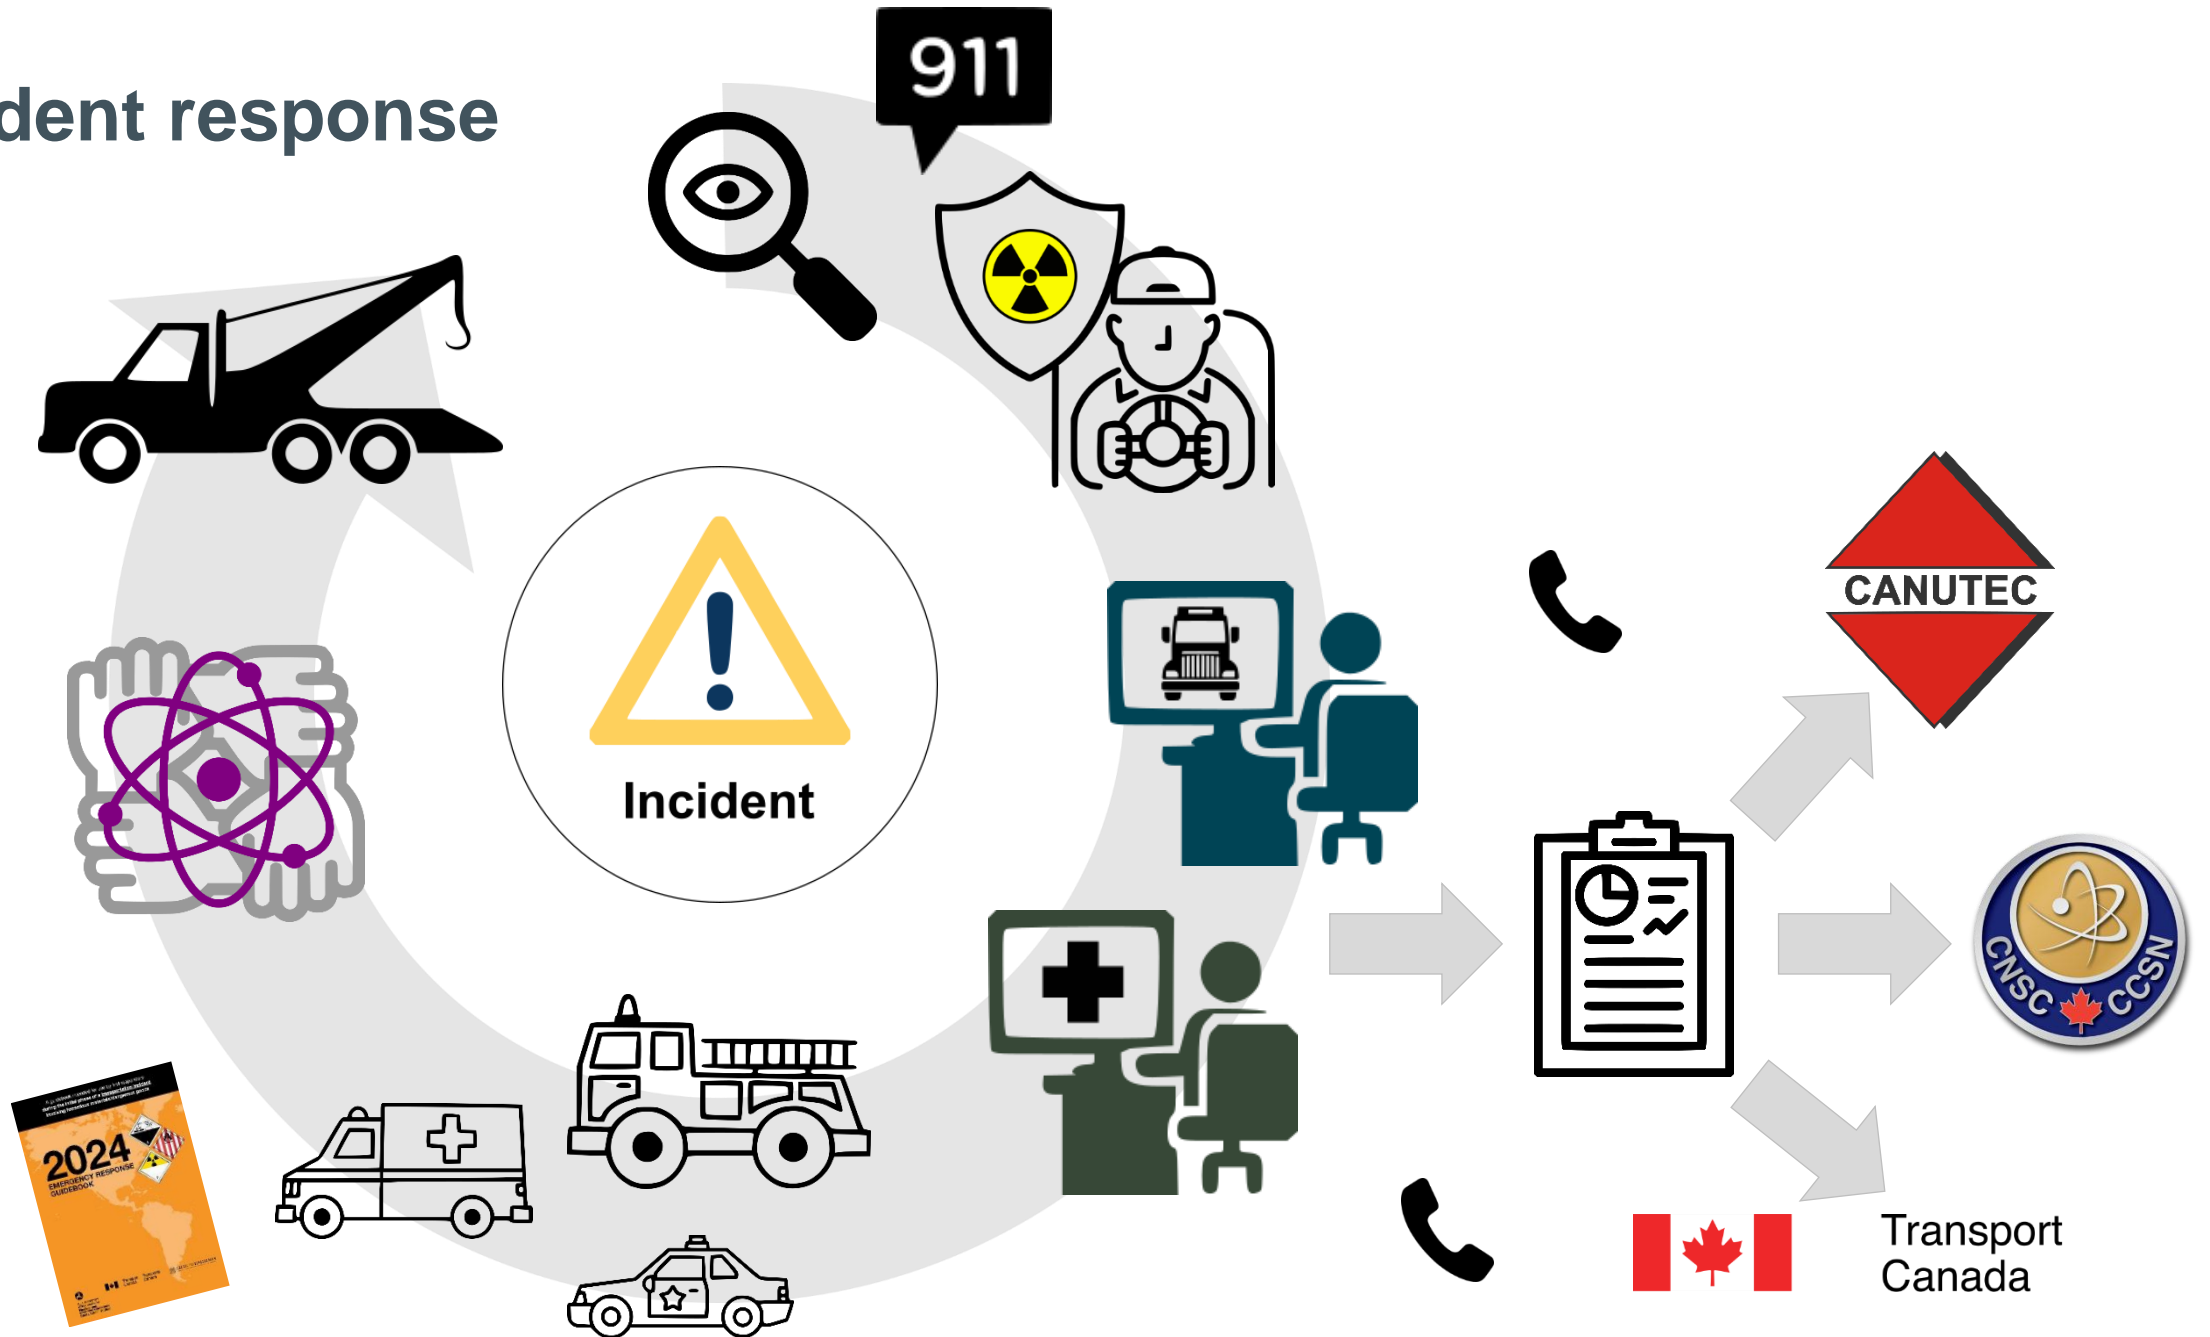 dent response
911
Incident
CANUTEC
CNSC CCSN
2024
EMERGENCY RESPONSE
GUIDEBOOK
Transport
Canada